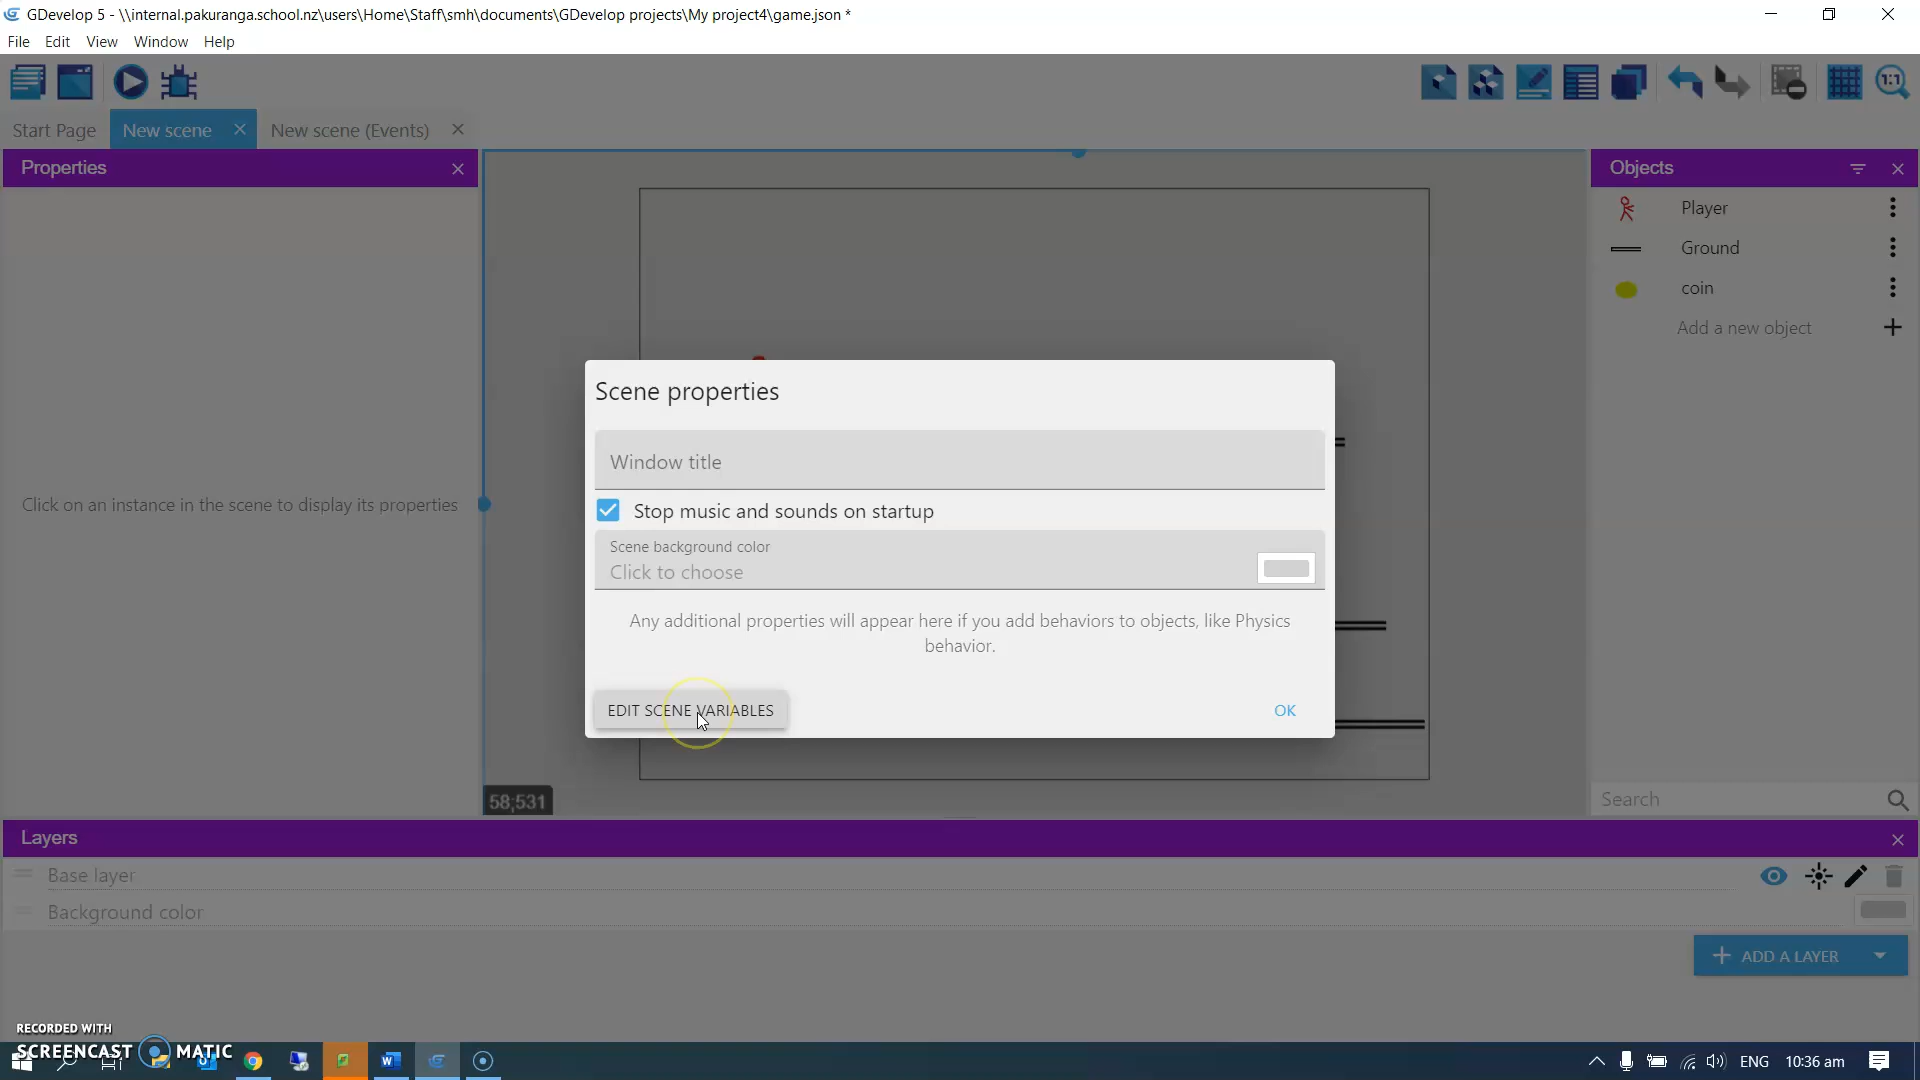 GDevelop 5 - \\internal.pakuranga.school.nz\users\Home\Staff\smh\documents\GDevelop projects\My project4\game.json *
File Edit View Window Help
1:1
Start Page New scene New scene (Events)
Properties
Objects
Player
Ground
coin
Add a new object
Click on an instance in the scene to display its properties
Scene properties
Window title
Stop music and sounds on startup
Scene background color
Click to choose
Any additional properties will appear here if you add behaviors to objects, like Physics
behavior.
EDIT SCENE VARIABLES
OK
58;531
Search
Layers
Base layer
Background color
ADD A LAYER
RECORDED WITH
SCREENCAST MATIC
ENG 10:36 am